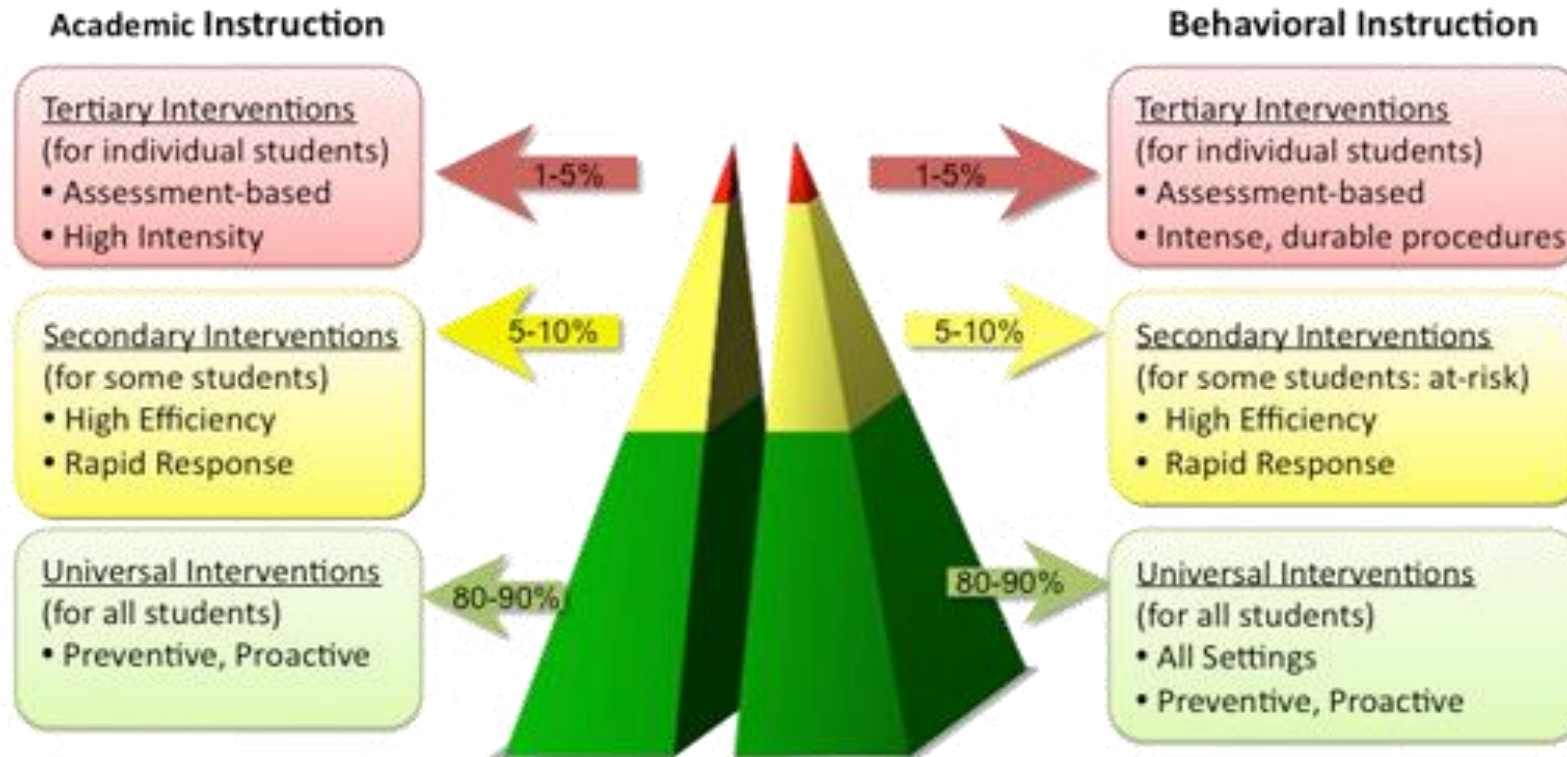 Academic Instruction
Tertiary Interventions
(for individual students)
• Assessment-based
• High Intensity
1-5%
Secondary Interventions
(for some students)
• High Efficiency
• Rapid Response
5-10%
Universal Interventions
(for all students)
• Preventive, Proactive
80-90%
Behavioral Instruction
1-5%
Tertiary Interventions
(for individual students)
• Assessment-based
• Intense, durable procedures
5-10%
Secondary Interventions
(for some students: at-risk)
• High Efficiency
• Rapid Response
80-90%
Universal Interventions
(for all students)
• All Settings
• Preventive, Proactive